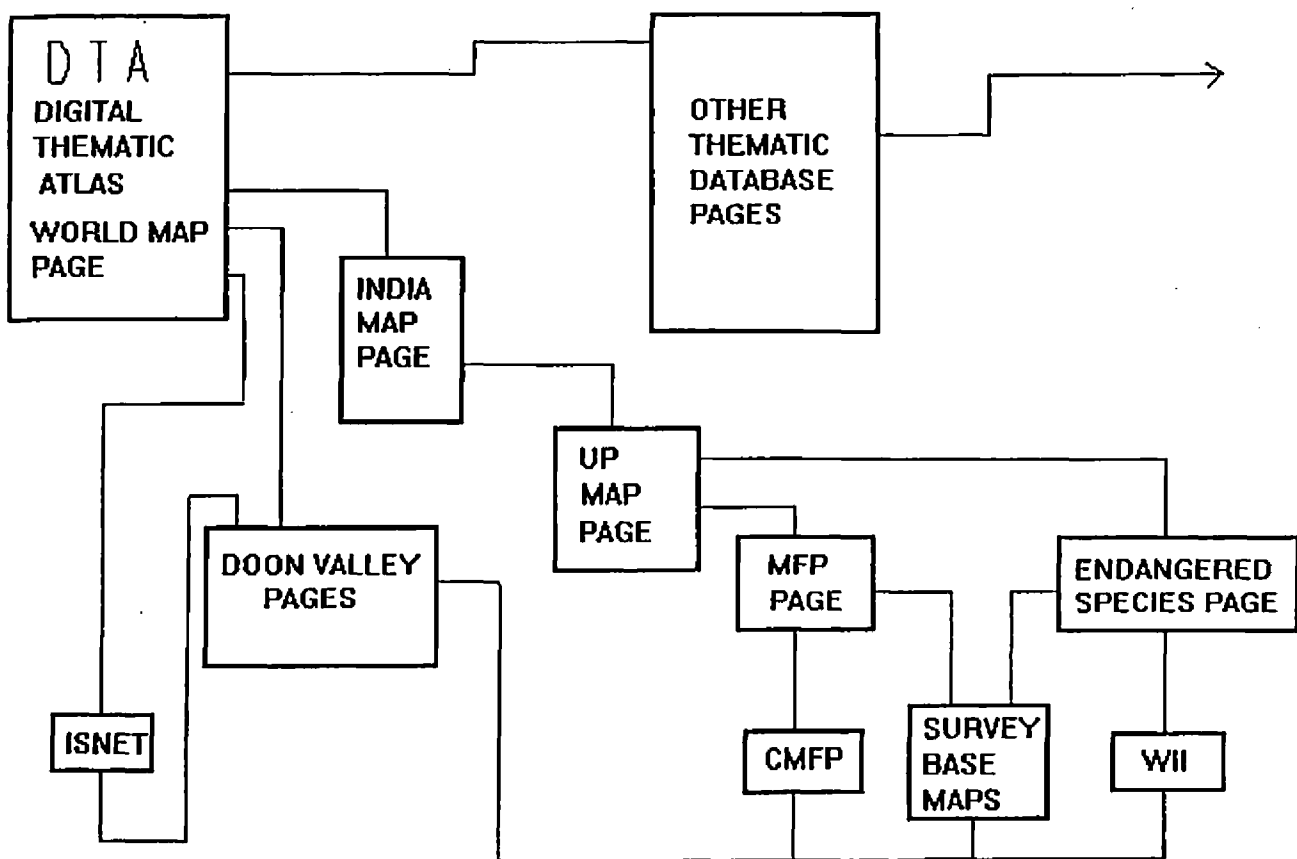 DTA
DIGITAL
THEMATIC
ATLAS
WORLD MAP
PAGE
OTHER
THEMATIC
DATABASE
PAGES
INDIA
MAP
PAGE
UP
MAP
PAGE
DOON VALLEY
PAGES
MFP
PAGE
ENDANGERED
SPECIES PAGE
ISNET
CMFP
SURVEY
BASE
MAPS
WII